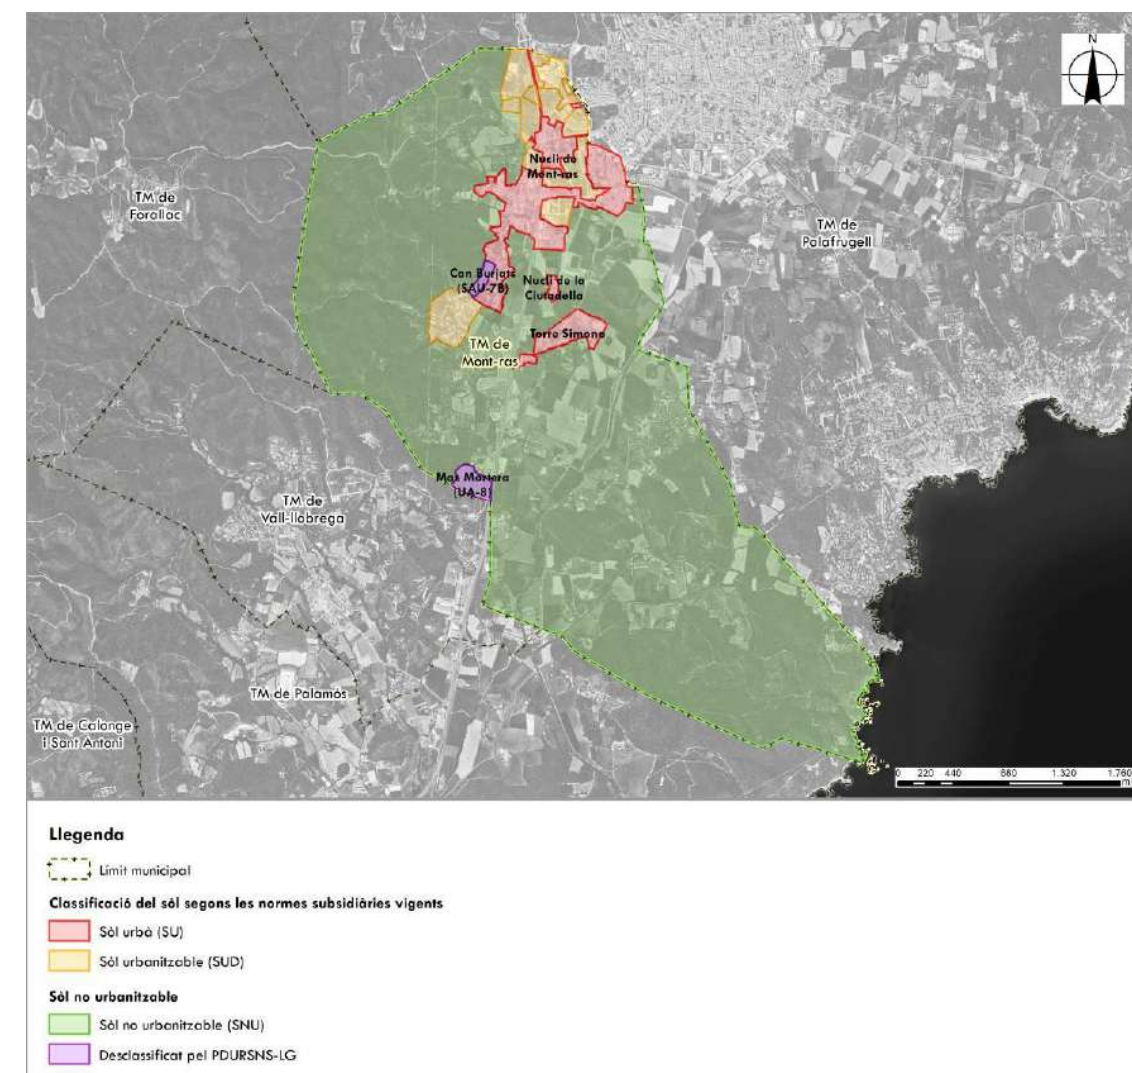 N
Nucli de
Mont-ras
TM de
Forallac
TM de
Palafrugell
Can Burjats
(SAU-7B)
Nucli de la
Ciutadella
Torre Simona
TM de
Mont-ras
Mas Martera
(UA-8)
TM de
Vall-llobrega
TM de Palamós
TM de Calonge
i Sant Antoni
0 220 440 880 1.320 1.760
m
Llegenda
Límit municipal
Classificació del sòl segons les normes subsidiàries vigents
Sòl urbà (SU)
Sòl urbanitzable (SUD)
Sòl no urbanitzable
Sòl no urbanitzable (SNU)
Desclassificat pel PDURSNS-LG